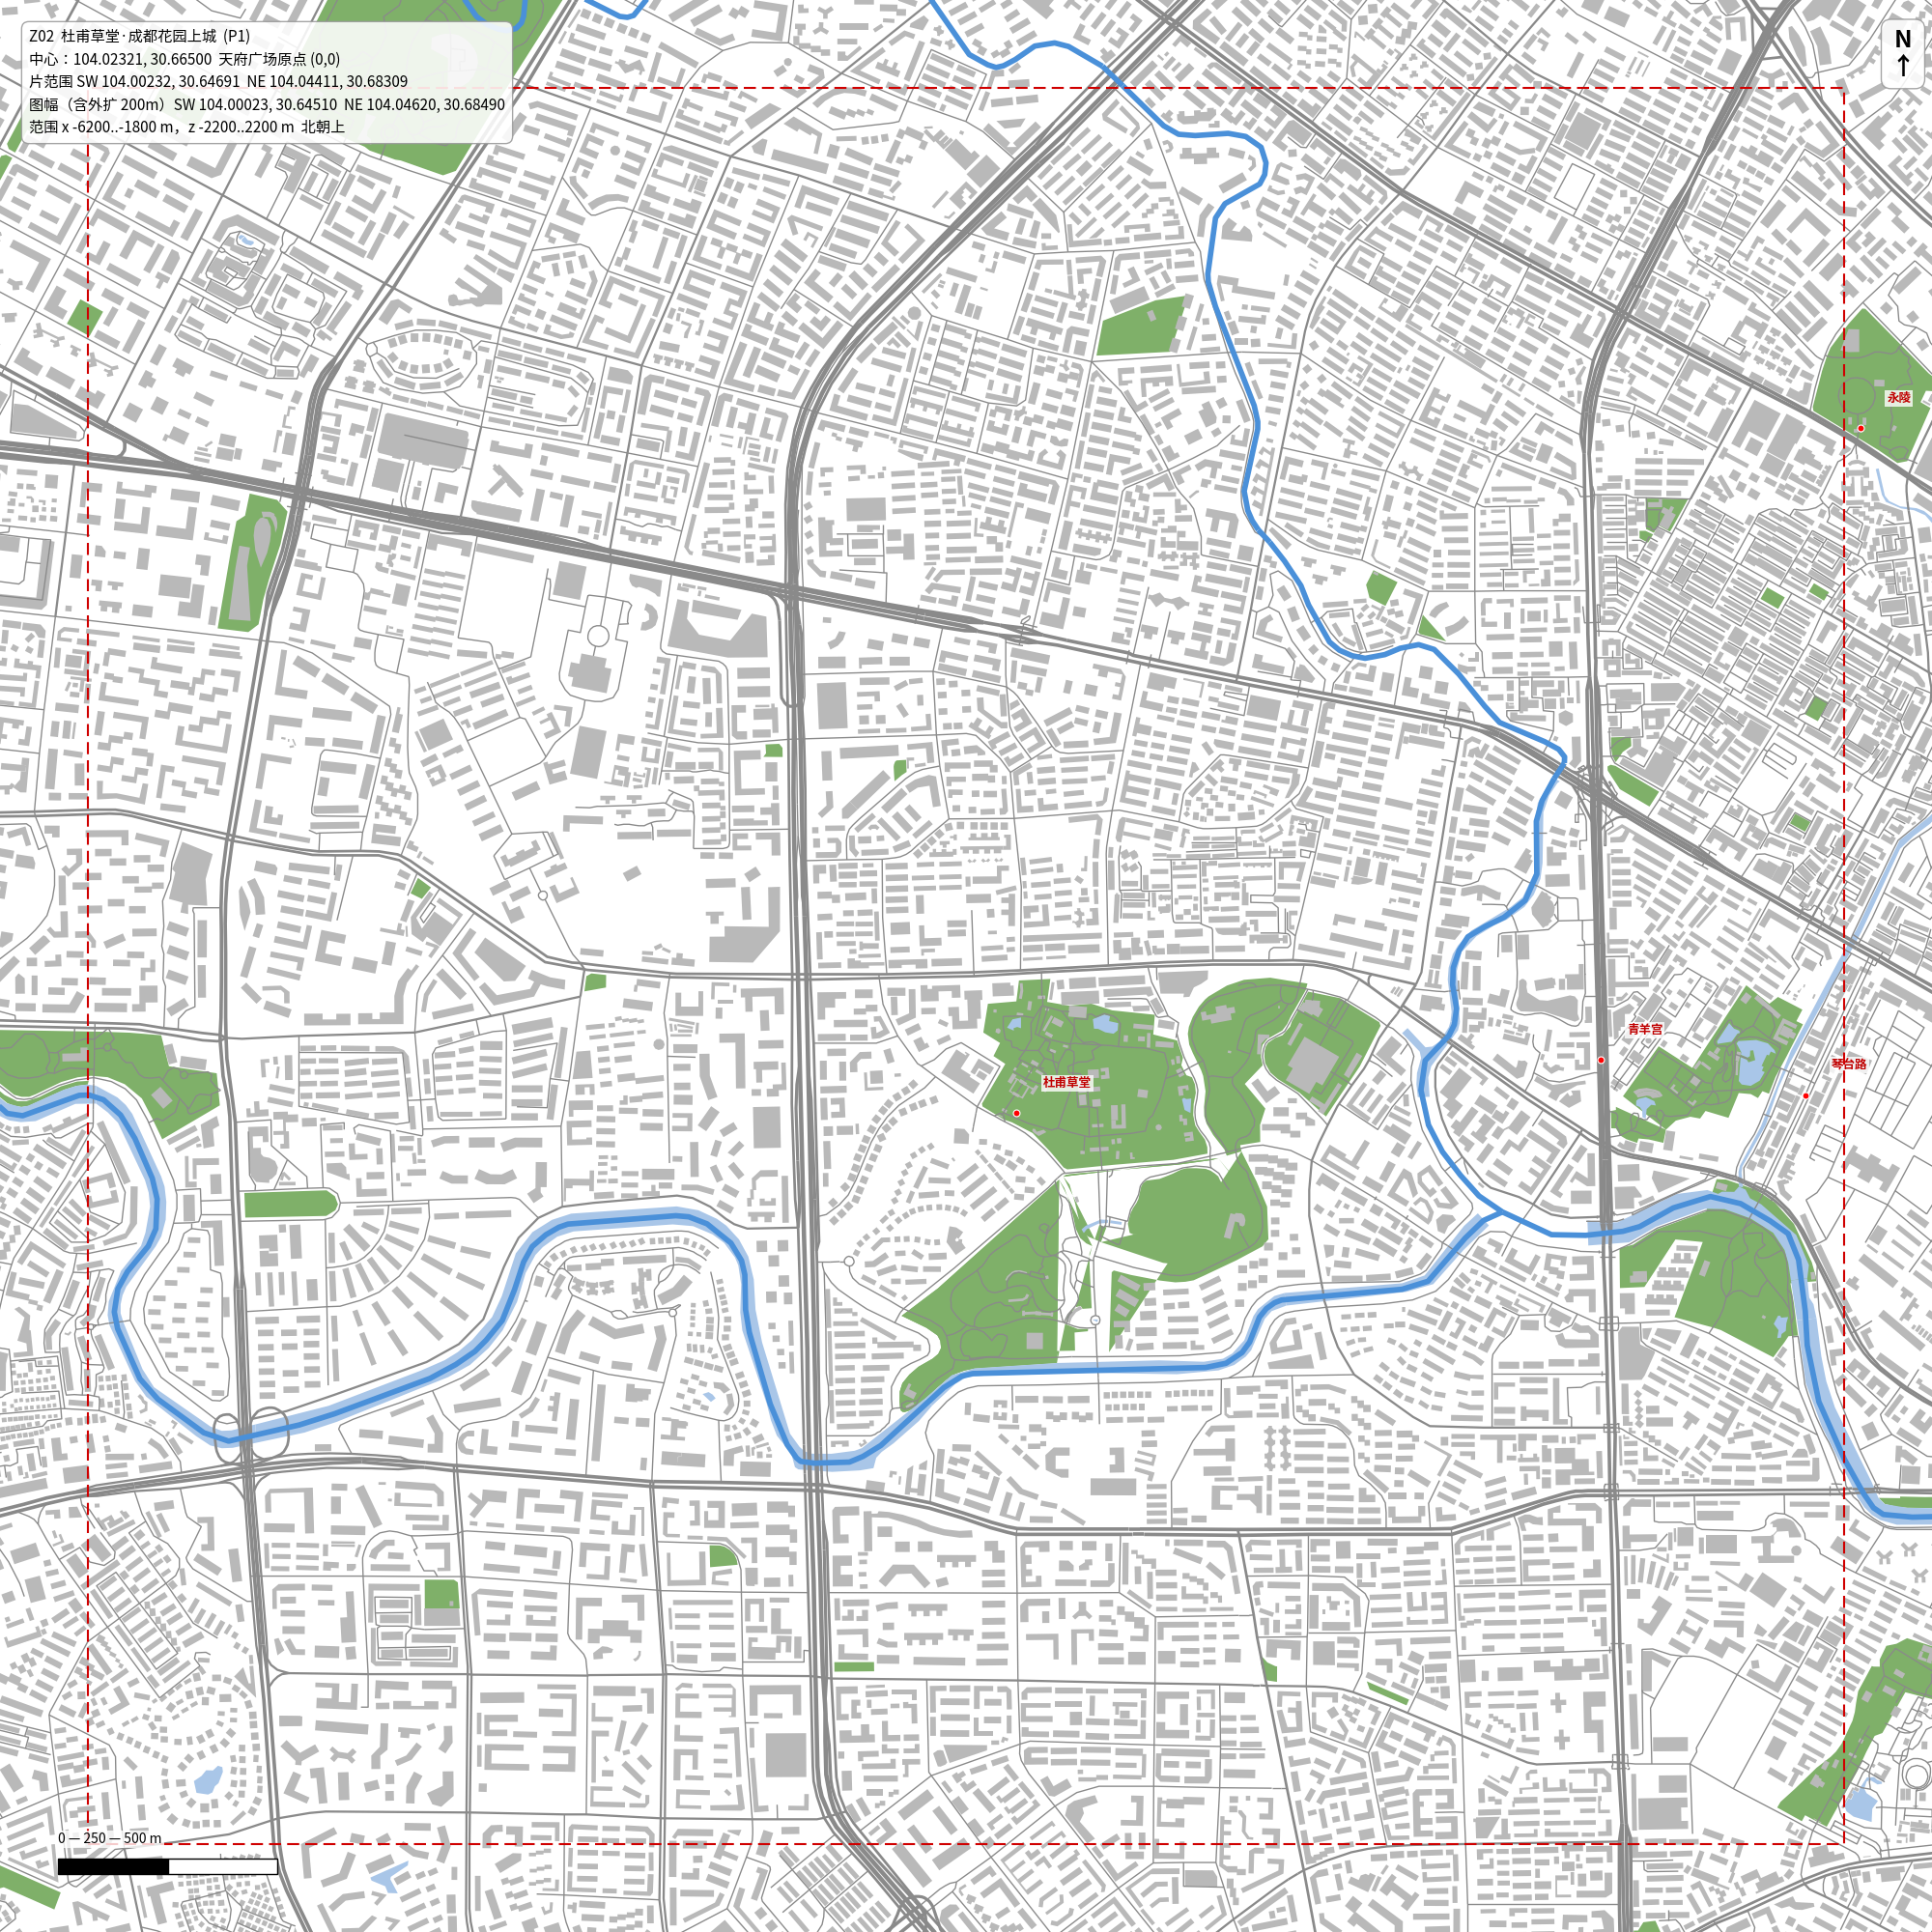 Z02 杜甫草堂·成都花园上城 (P1)
中心：104.02321, 30.66500 天府广场原点 (0,0)
片范围 SW 104.00232, 30.64691 NE 104.04411, 30.68309
图幅（含外扩 200m）SW 104.00023, 30.64510 NE 104.04620, 30.68490
范围 x -6200..-1800 m，z -2200..2200 m 北朝上
N
↑
永陵
青羊宫
琴台路
杜甫草堂
0 — 250 — 500 m